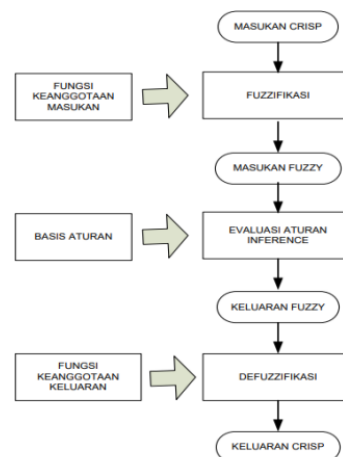 MASUKAN CRISP
FUNGSI
KEANGGOTAAN
MASUKAN
FUZZIFIKASI
MASUKAN FUZZY
BASIS ATURAN
EVALUASI ATURAN
INFERENCE
KELUARAN FUZZY
FUNGSI
KEANGGOTAAN
KELUARAN
DEFUZZIFIKASI
KELUARAN CRISP